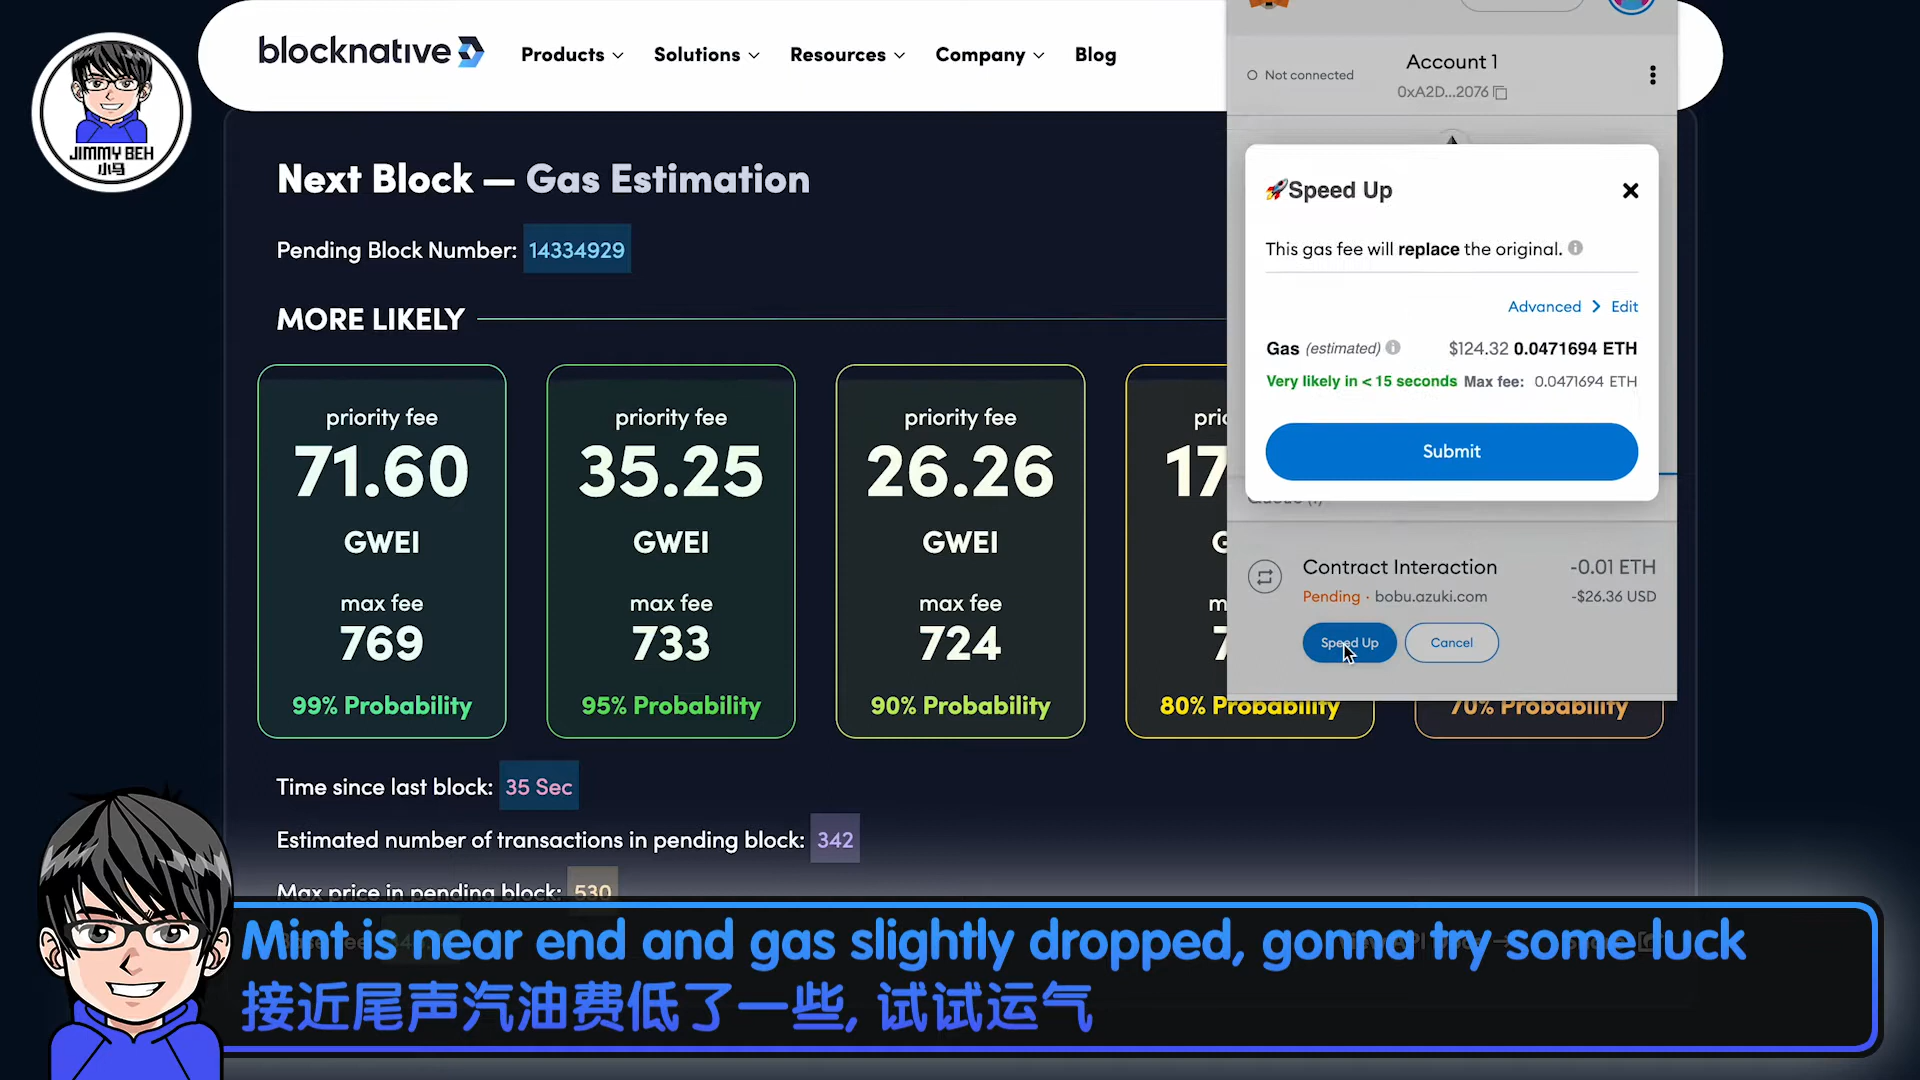 JIMMY BEH
小马
blocknative
Products
Solutions
Resources
Company
Blog
Next Block — Gas Estimation
Pending Block Number: 14334929
MORE LIKELY
priority fee
71.60
GWEI
max fee
769
99% Probability
priority fee
35.25
GWEI
max fee
733
95% Probability
priority fee
26.26
GWEI
max fee
724
90% Probability
17
80% Probability
70% Probability
Time since last block: 35 Sec
Estimated number of transactions in pending block: 342
Max price in pending block: 530
Not connected
Account 1
0xA2D...2076
🚀Speed Up
This gas fee will replace the original.
Advanced > Edit
Gas (estimated) $124.32 0.0471694 ETH
Very likely in < 15 seconds Max fee: 0.0471694 ETH
Submit
Contract Interaction -0.01 ETH
Pending · bobu.azuki.com -$26.36 USD
Speed Up
Cancel
Mint is near end and gas slightly dropped, gonna try some luck
接近尾声汽油费低了一些, 试试运气